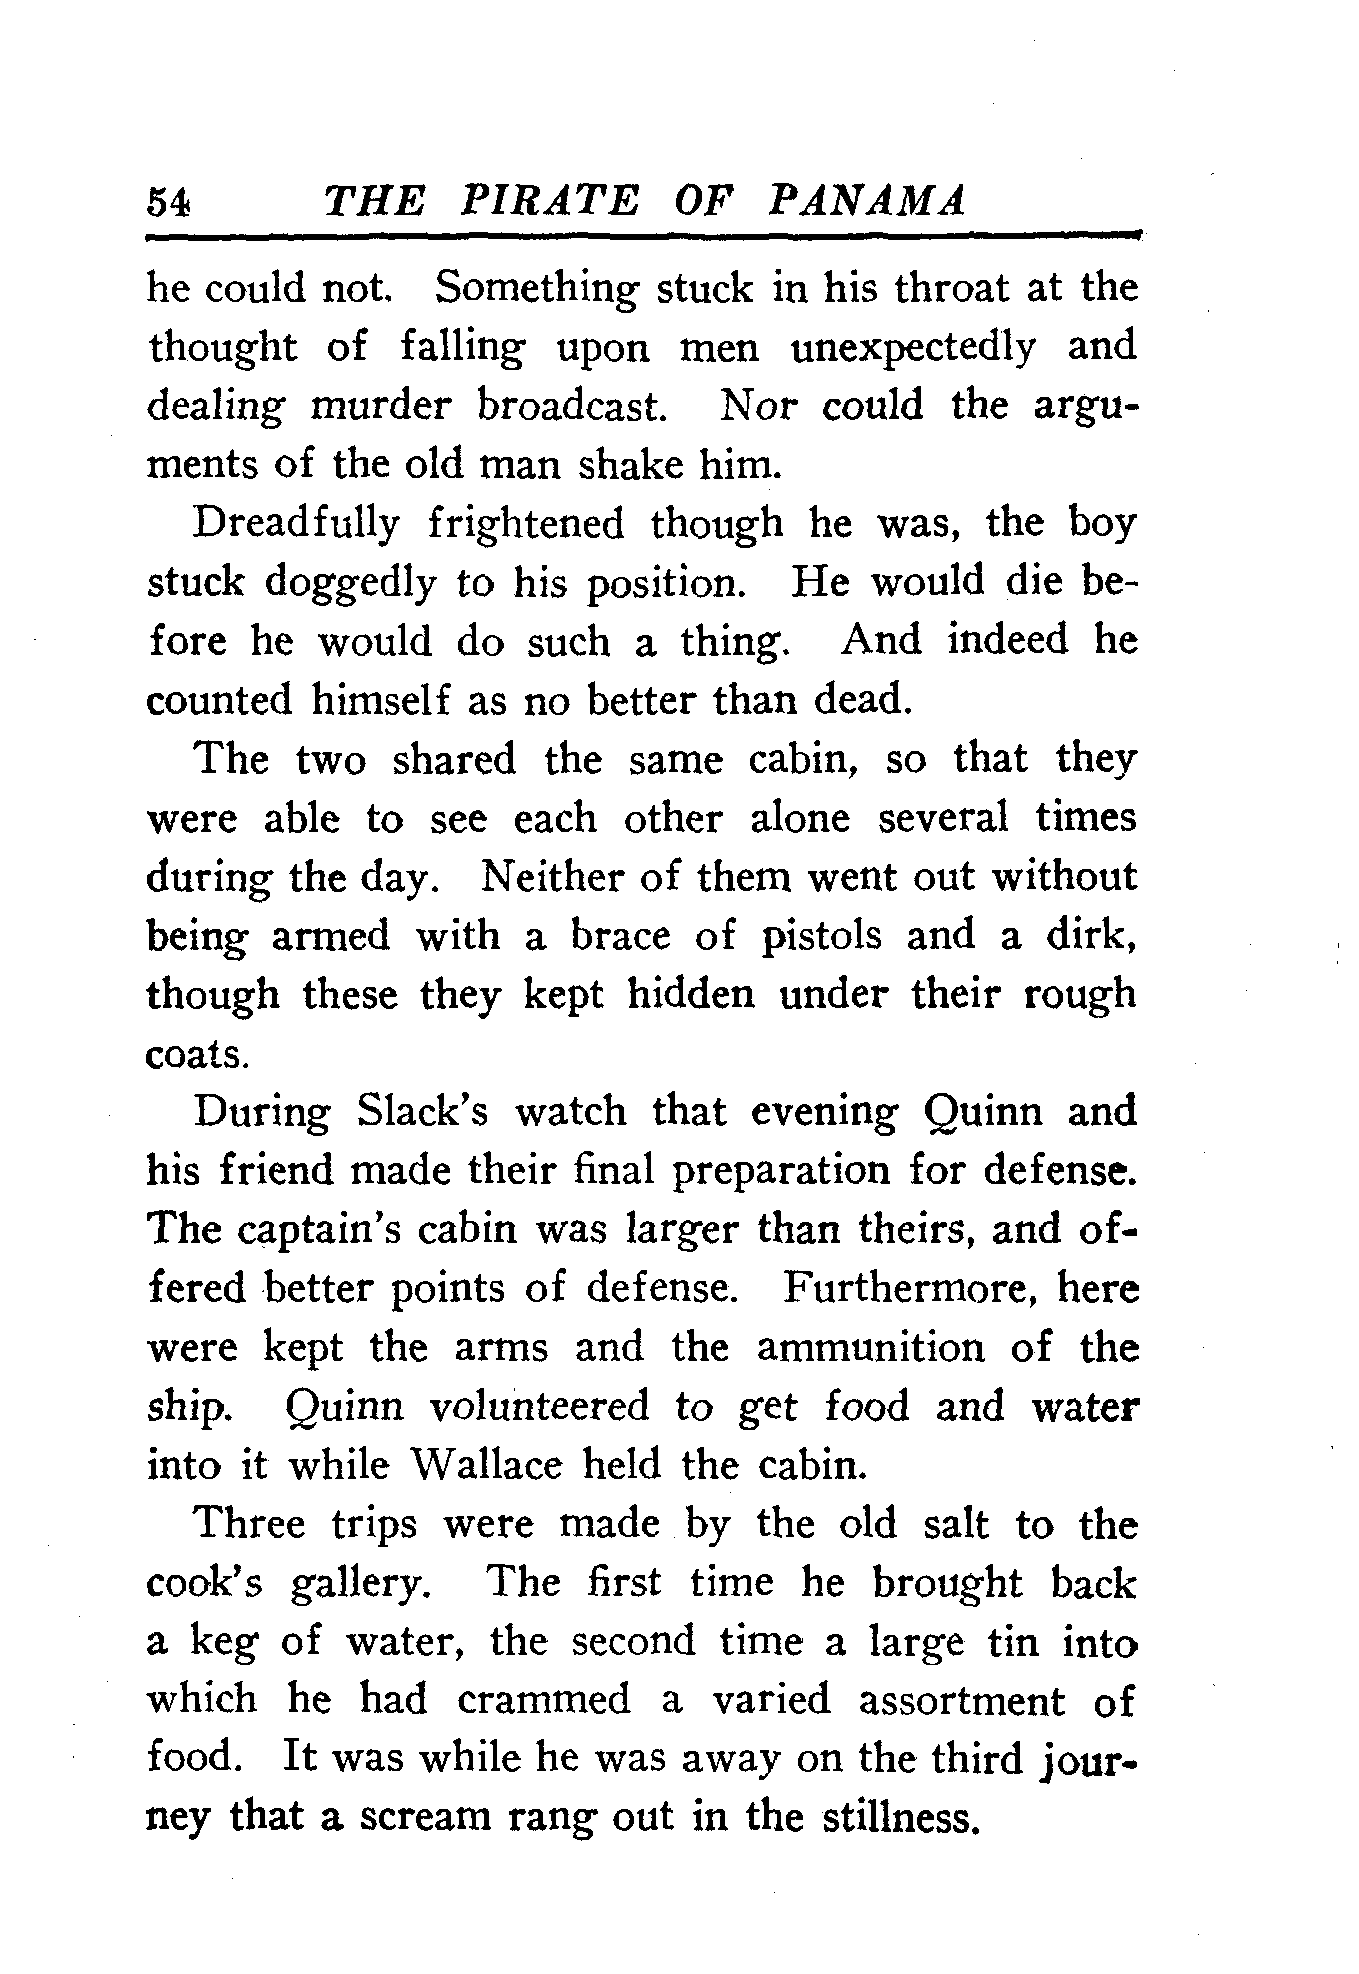 54 THE PIRATE OF PANAMA
he could not. Something stuck in his throat at the
thought of falling upon men unexpectedly and
dealing murder broadcast. Nor could the argu-
ments of the old man shake him.
Dreadfully frightened though he was, the boy
stuck doggedly to his position. He would die be-
fore he would do such a thing. And indeed he
counted himself as no better than dead.
The two shared the same cabin, so that they
were able to see each other alone several times
during the day. Neither of them went out without
being armed with a brace of pistols and a dirk,
though these they kept hidden under their rough
coats.
During Slack's watch that evening Quinn and
his friend made their final preparation for defense.
The captain's cabin was larger than theirs, and of-
fered better points of defense. Furthermore, here
were kept the arms and the ammunition of the
ship. Quinn volunteered to get food and water
into it while Wallace held the cabin.
Three trips were made by the old salt to the
cook's gallery. The first time he brought back
a keg of water, the second time a large tin into
which he had crammed a varied assortment of
food. It was while he was away on the third jour-
ney that a scream rang out in the stillness.